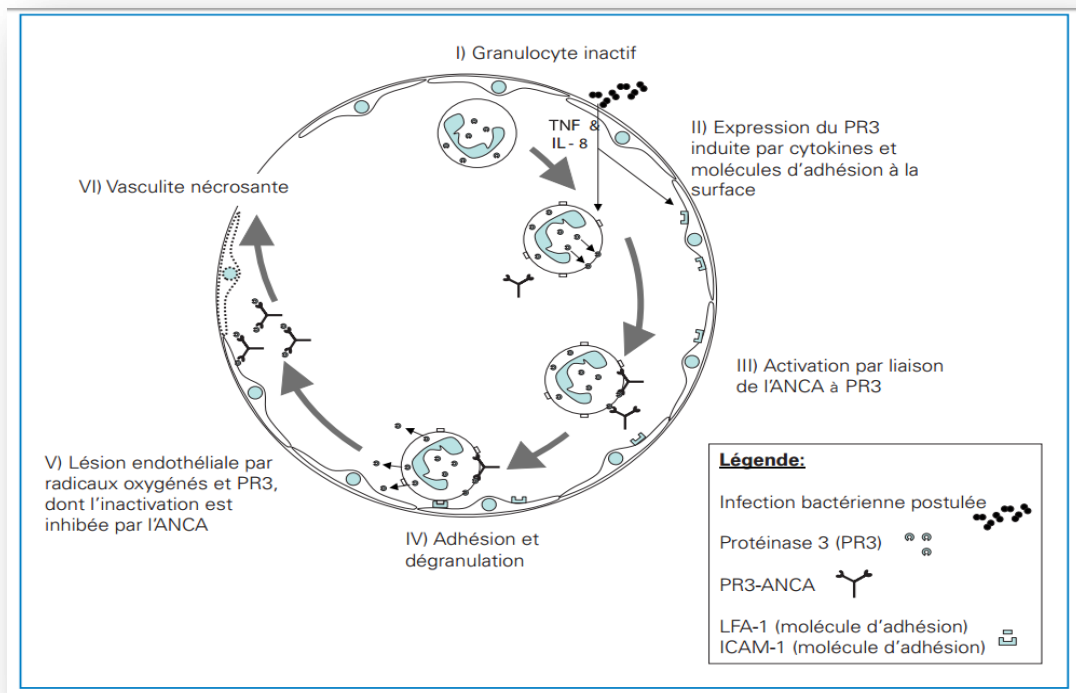 I) Granulocyte inactif
TNF &
IL - 8
II) Expression du PR3
induite par cytokines et
molécules d'adhésion à la
surface
VI) Vasculite nécrosante
III) Activation par liaison
de l'ANCA à PR3
V) Lésion endothéliale par
radicaux oxygénés et PR3,
dont l'inactivation est
inhibée par l'ANCA
IV) Adhésion et
dégranulation
Légende:
Infection bactérienne postulée
Protéinase 3 (PR3)
PR3-ANCA
LFA-1 (molécule d'adhésion)
ICAM-1 (molécule d'adhésion)